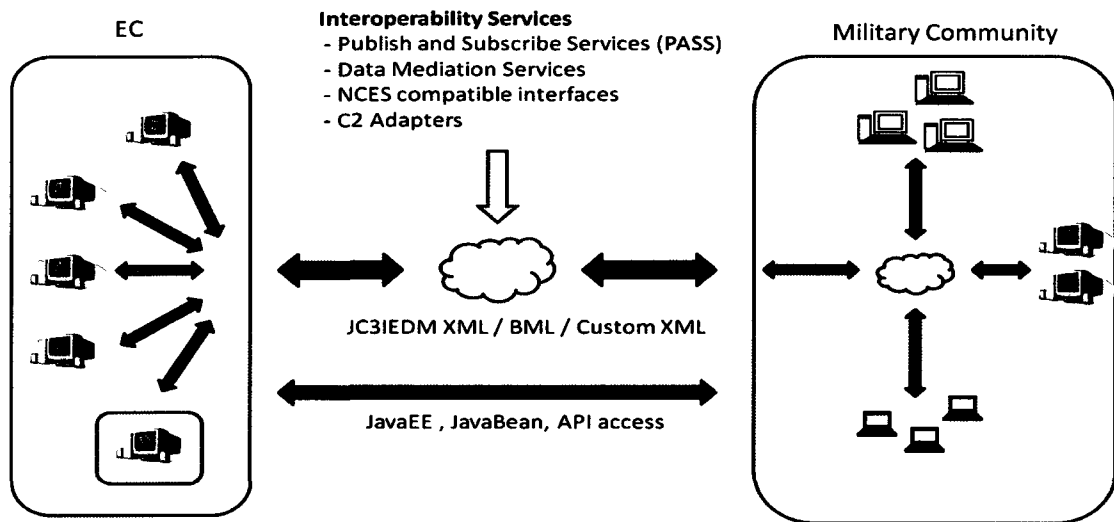 EC
Interoperability Services
- Publish and Subscribe Services (PASS)
- Data Mediation Services
- NCES compatible interfaces
- C2 Adapters
Military Community
JC3IEDM XML / BML / Custom XML
JavaEE , JavaBean, API access